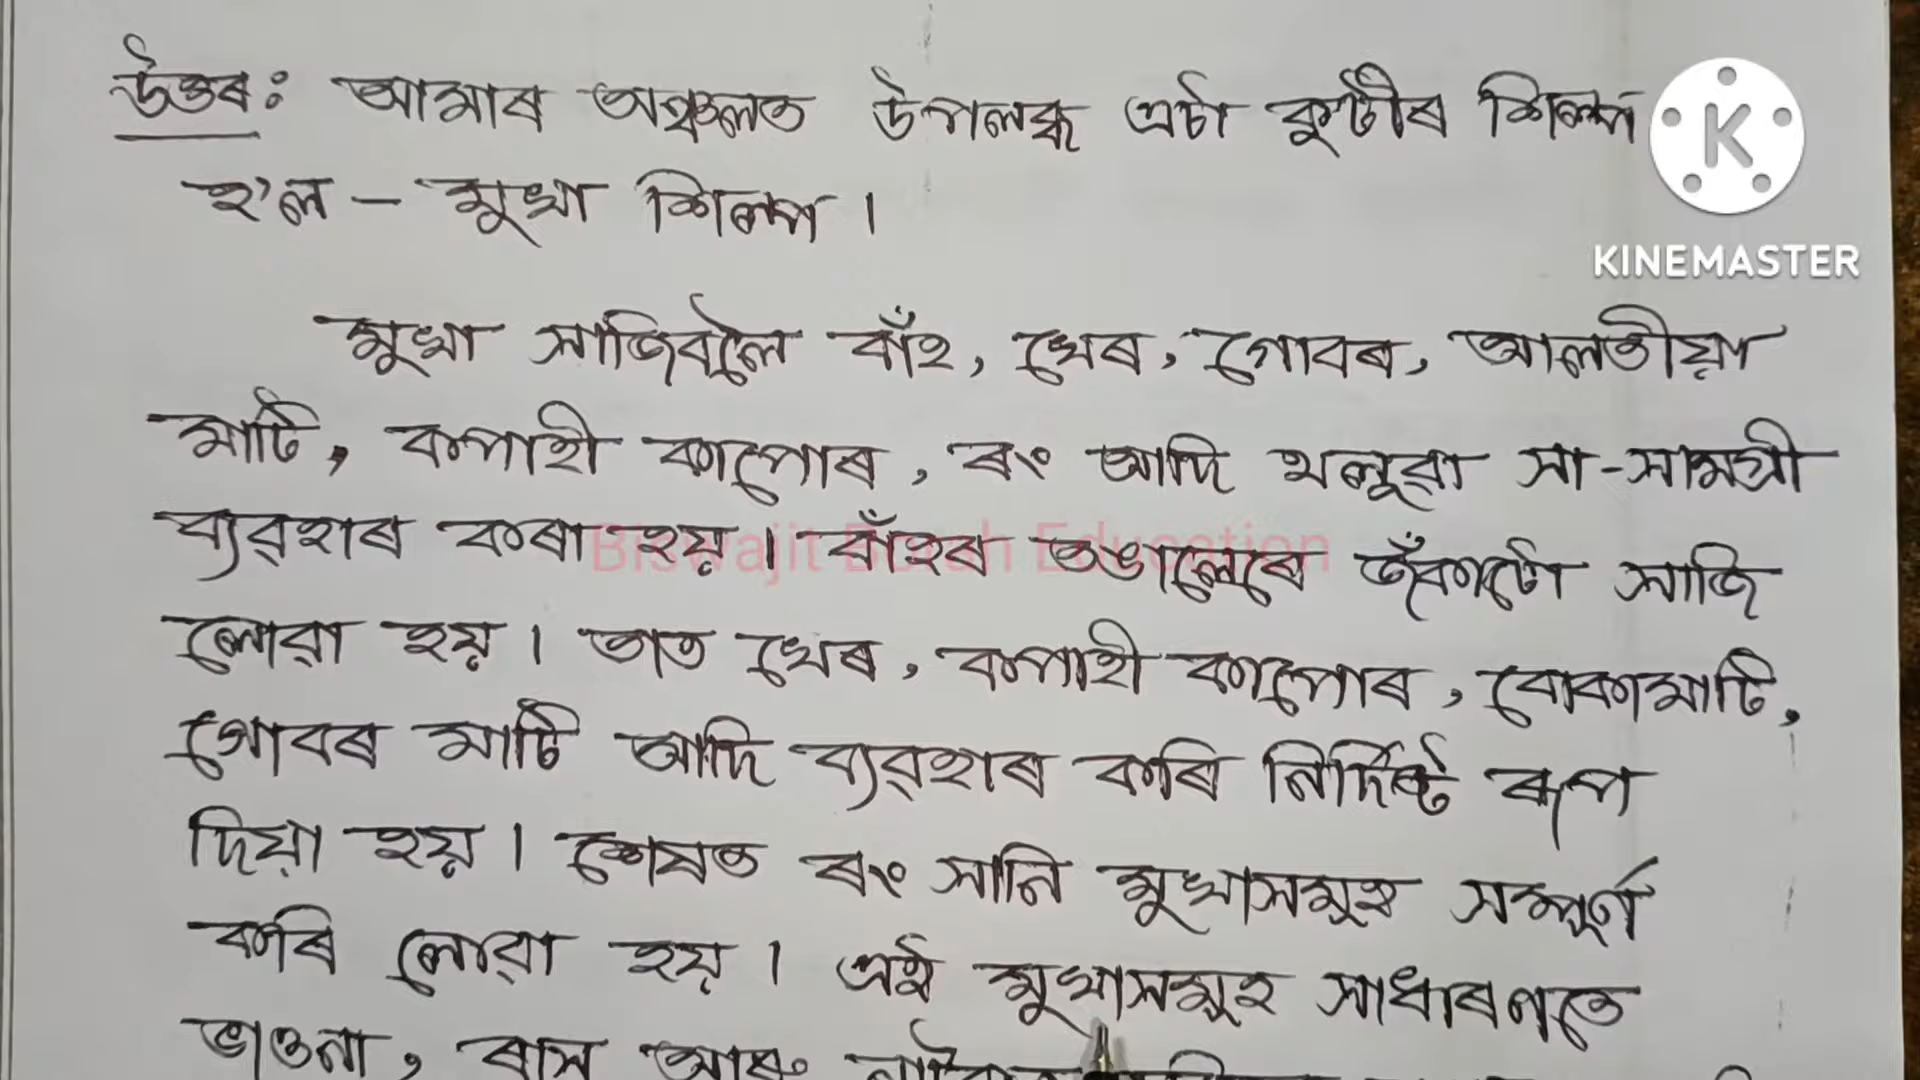 উত্তৰঃ আমাৰ অঞ্চলত উপলব্ধ এটা কুটীৰ শিল্প
হ'ল – মুখা শিল্প।
K
KINEMASTER
মুখা সাজিবলৈ বাঁহ, খেৰ, গোবৰ, আলতীয়া
মাটি, কপাহী কাপোৰ, ৰং আদি থলুৱা সা-সামগ্ৰী
ব্যৱহাৰ কৰা হয়। বাঁহৰ তঙালেৰে জঁকাটো সাজি
Biswajit Borah Education
লোৱা হয়। তাত খেৰ, কপাহী কাপোৰ, বোকামাটি,
গোবৰ মাটি আদি ব্যৱহাৰ কৰি নিৰ্দিষ্ট ৰূপ
দিয়া হয়। শেষত ৰং সানি মুখাসমূহ সম্পূৰ্ণ
কৰি লোৱা হয়। এই মুখাসমূহ সাধাৰণতে
ভাওনা, ৰাস আৰু